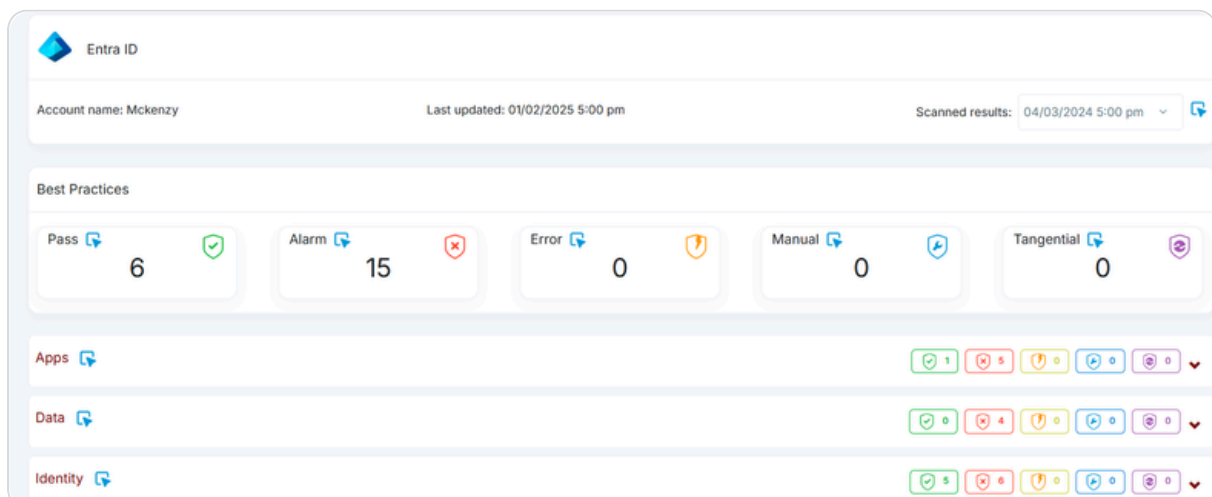 Entra ID
Account name: Mckenzy Last updated: 01/02/2025 5:00 pm Scanned results: 04/03/2024 5:00 pm
Best Practices
Pass Alarm Error Manual Tangential
6 15 0 0 0
Apps 1 5 0 0 0
Data 0 4 0 0 0
Identity 5 6 0 0 0